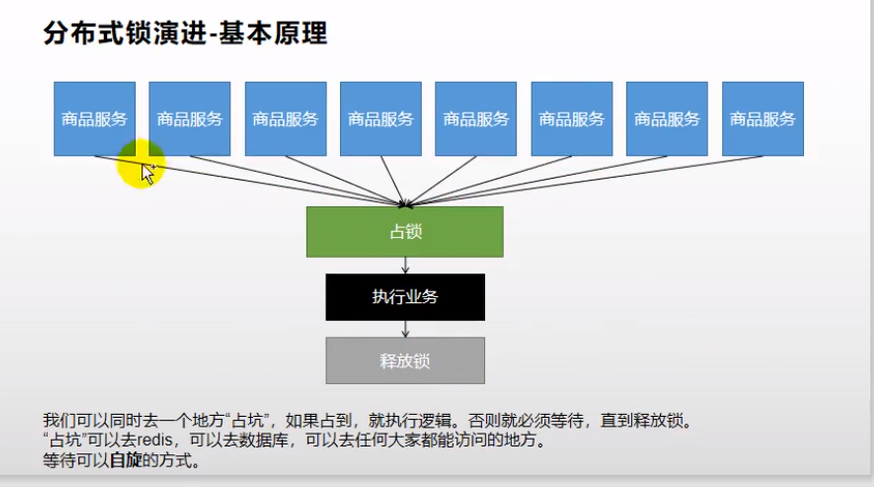 分布式锁演进-基本原理
商品服务 商品服务 商品服务 商品服务 商品服务 商品服务 商品服务 商品服务
占锁
执行业务
释放锁
我们可以同时去一个地方“占坑”，如果占到，就执行逻辑。否则就必须等待，直到释放锁。
“占坑”可以去redis，可以去数据库，可以去任何大家都能访问的地方。
等待可以自旋的方式。